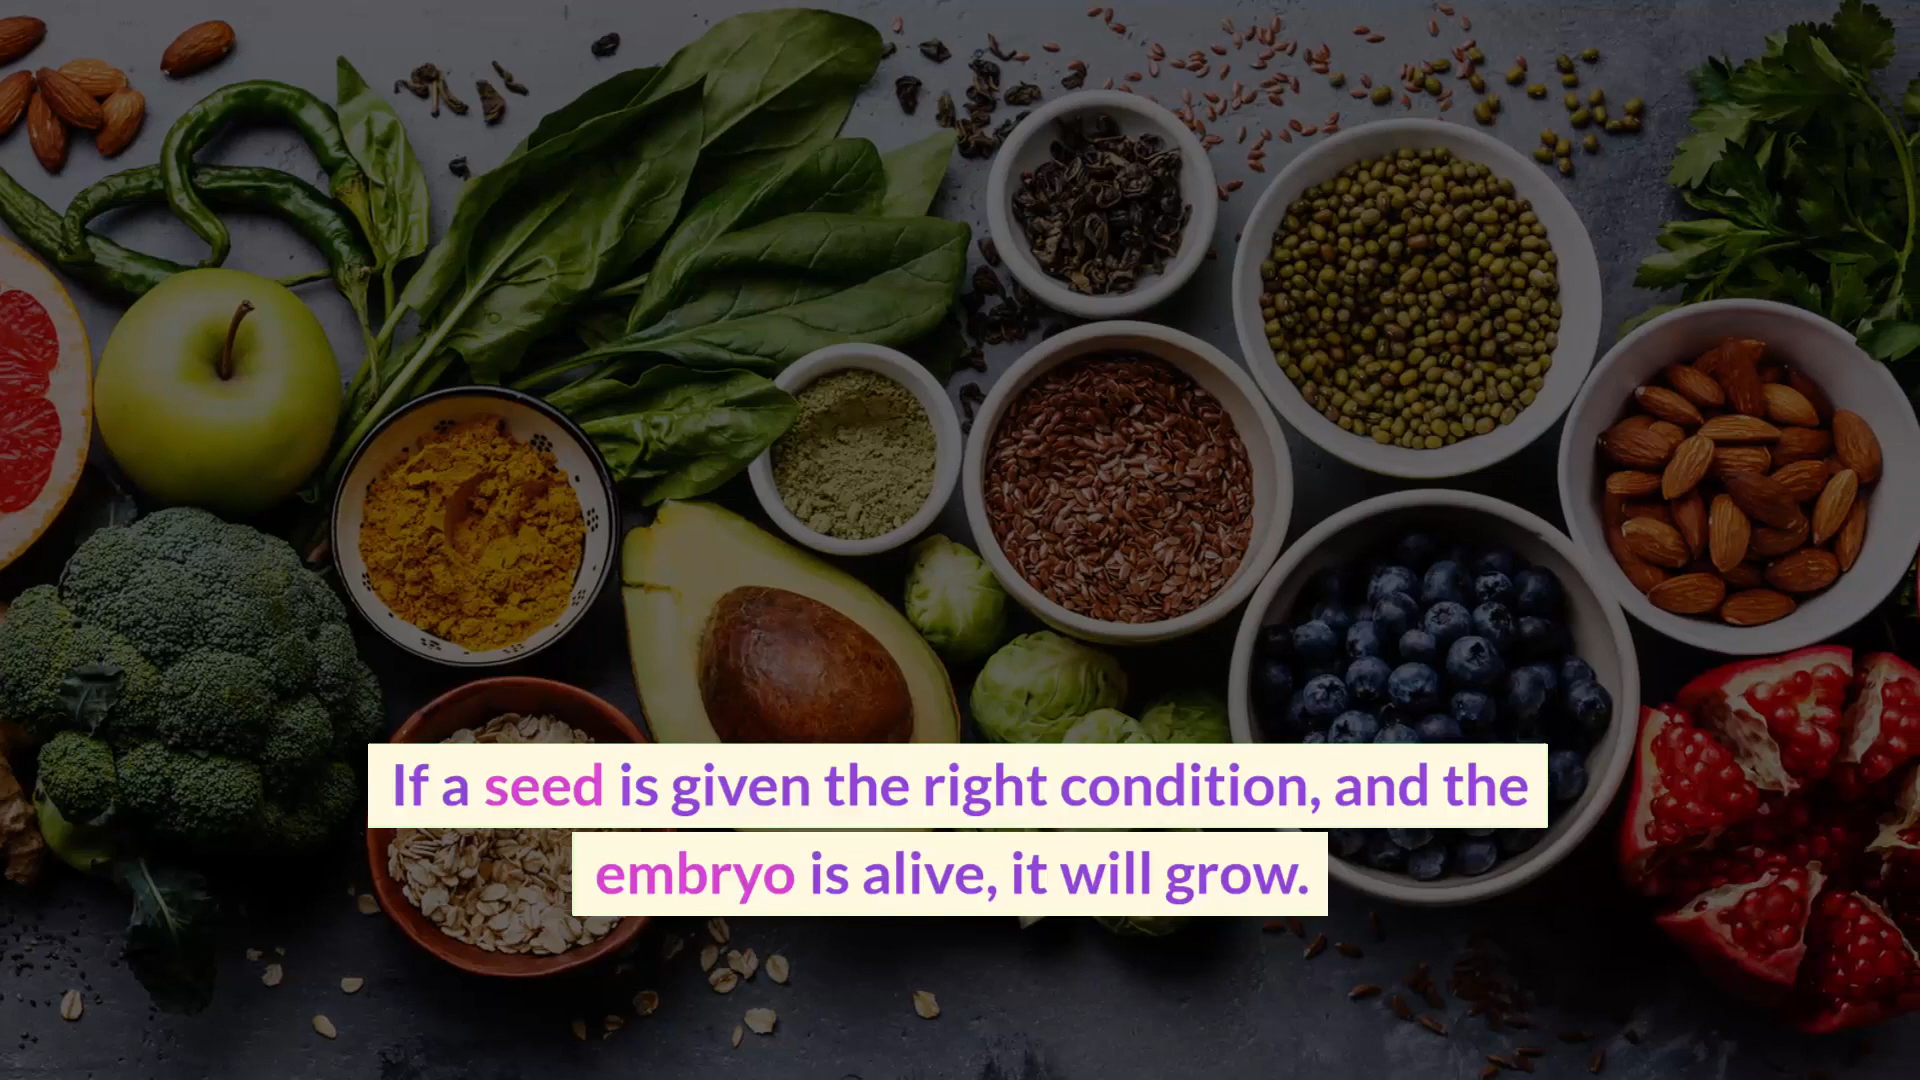 If a seed is given the right condition, and the
embryo is alive, it will grow.